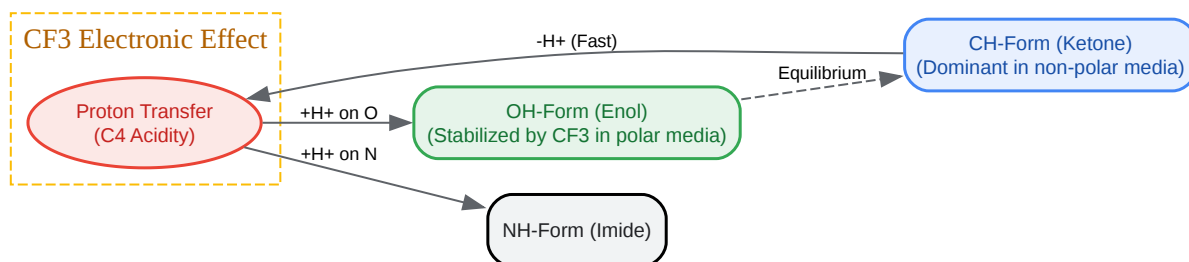 CF3 Electronic Effect
Proton Transfer
(C4 Acidity)
-H+ (Fast)
+H+ on O
+H+ on N
OH-Form (Enol)
(Stabilized by CF3 in polar media)
Equilibrium
CH-Form (Ketone)
(Dominant in non-polar media)
NH-Form (Imide)